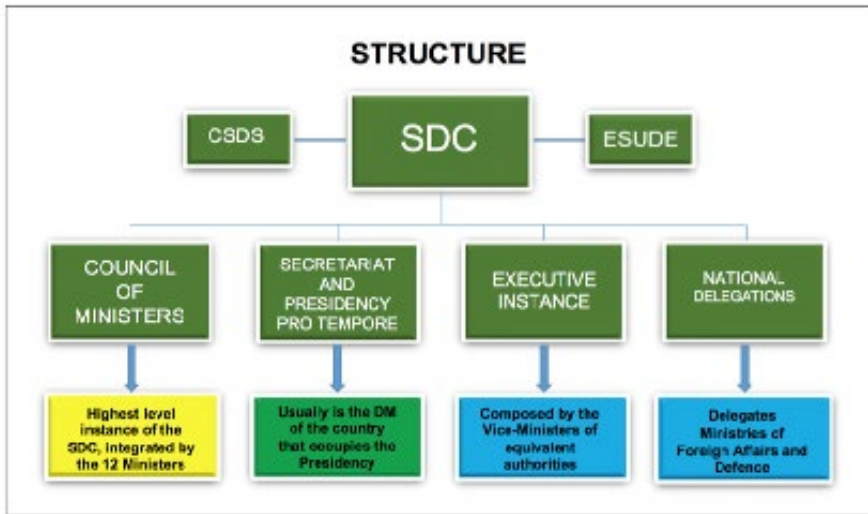 STRUCTURE
CSDS
SDC
ESUDE
COUNCIL
OF
MINISTERS
SECRETARIAT
AND
PRESIDENCY
PRO TEMPORE
EXECUTIVE
INSTANCE
NATIONAL
DELEGATIONS
Highest level
instance of the
SDC, integrated by
the 12 Ministers
Usually is the DM
of the country
that occupies the
Presidency
Composed by the
Vice-Ministers of
equivalent
authorities
Delegates
Ministries of
Foreign Affairs and
Defence